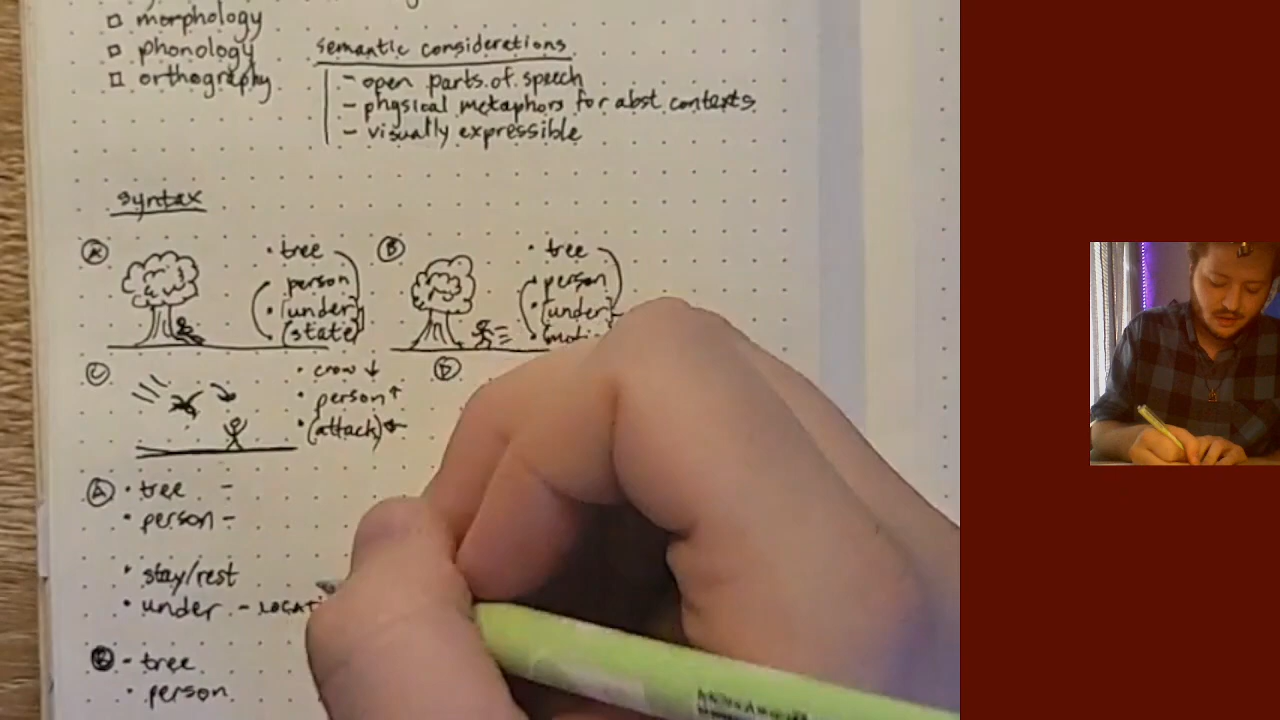 morphology
phonology
orthography
semantic considerations
- open parts of speech
- physical metaphors for abst contexts
- visually expressible
syntax
A
• tree
person
• [under]
• (state)
B
• tree
• person
• [under]
C
• crow ↓
• person ↑
• (attack)
D
A • tree -
• person -
• stay/rest
• under -
B - tree
• person